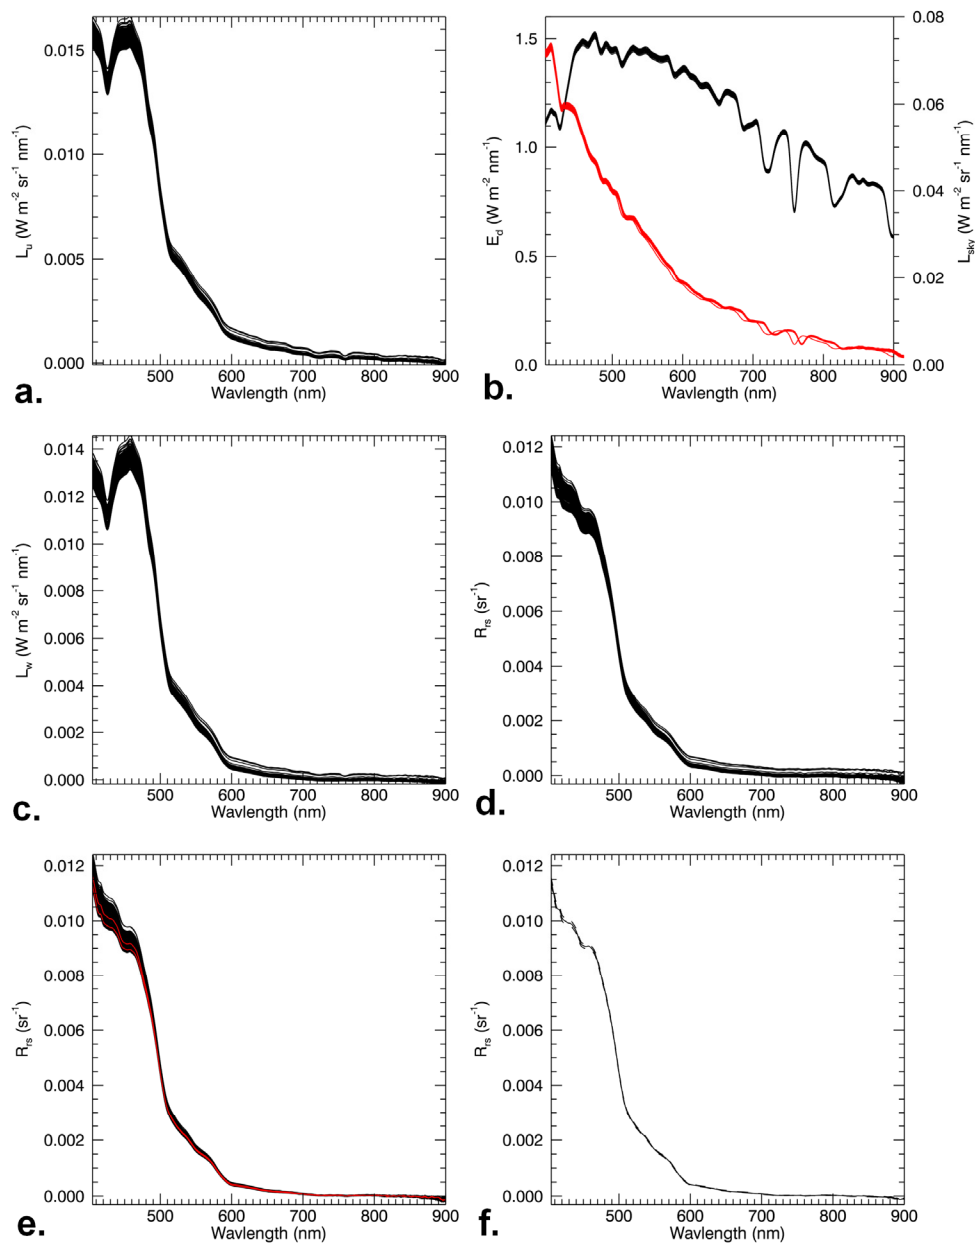 0.015
0.010
0.005
0.000
L_u (W m^-2 sr^-1 nm^-1)
500 600 700 800 900
Wavlength (nm)
a.
1.5
1.0
0.5
0.0
E_d (W m^-2 nm^-1)
0.08
0.06
0.04
0.02
0.00
L_sky (W m^-2 sr^-1 nm^-1)
500 600 700 800 900
Wavlength (nm)
b.
0.014
0.012
0.010
0.008
0.006
0.004
0.002
0.000
L_w (W m^-2 sr^-1 nm^-1)
500 600 700 800 900
Wavlength (nm)
c.
0.012
0.010
0.008
0.006
0.004
0.002
0.000
R_rs (sr^-1)
500 600 700 800 900
Wavlength (nm)
d.
0.012
0.010
0.008
0.006
0.004
0.002
0.000
R_rs (sr^-1)
500 600 700 800 900
Wavlength (nm)
e.
0.012
0.010
0.008
0.006
0.004
0.002
0.000
R_rs (sr^-1)
500 600 700 800 900
Wavlength (nm)
f.